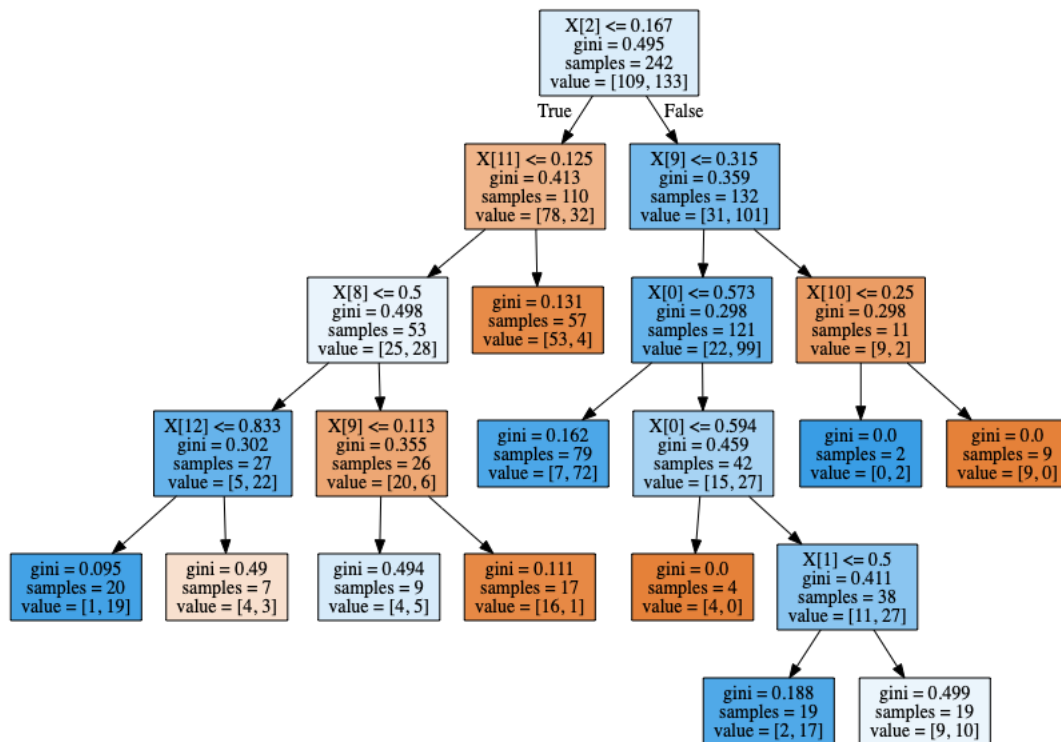 X[2] <= 0.167
gini = 0.495
samples = 242
value = [109, 133]
True
False
X[11] <= 0.125
gini = 0.413
samples = 110
value = [78, 32]
X[9] <= 0.315
gini = 0.359
samples = 132
value = [31, 101]
X[8] <= 0.5
gini = 0.498
samples = 53
value = [25, 28]
gini = 0.131
samples = 57
value = [53, 4]
X[0] <= 0.573
gini = 0.298
samples = 121
value = [22, 99]
X[10] <= 0.25
gini = 0.298
samples = 11
value = [9, 2]
X[12] <= 0.833
gini = 0.302
samples = 27
value = [5, 22]
X[9] <= 0.113
gini = 0.355
samples = 26
value = [20, 6]
gini = 0.162
samples = 79
value = [7, 72]
X[0] <= 0.594
gini = 0.459
samples = 42
value = [15, 27]
gini = 0.0
samples = 2
value = [0, 2]
gini = 0.0
samples = 9
value = [9, 0]
gini = 0.095
samples = 20
value = [1, 19]
gini = 0.49
samples = 7
value = [4, 3]
gini = 0.494
samples = 9
value = [4, 5]
gini = 0.111
samples = 17
value = [16, 1]
gini = 0.0
samples = 4
value = [4, 0]
X[1] <= 0.5
gini = 0.411
samples = 38
value = [11, 27]
gini = 0.188
samples = 19
value = [2, 17]
gini = 0.499
samples = 19
value = [9, 10]